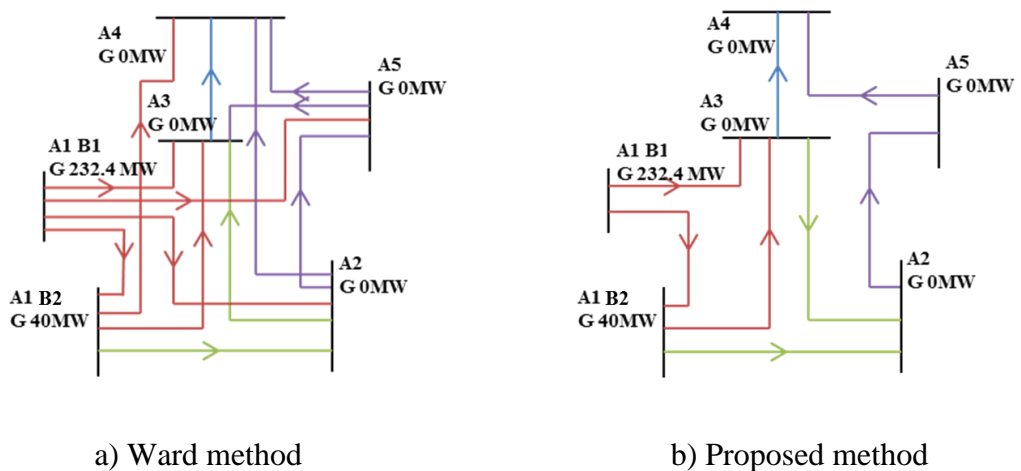 A4
G 0MW
A5
G 0MW
A3
G 0MW
A1 B1
G 232.4 MW
A2
G 0MW
A1 B2
G 40MW
a) Ward method
A4
G 0MW
A5
G 0MW
A3
G 0MW
A1 B1
G 232.4 MW
A2
G 0MW
A1 B2
G 40MW
b) Proposed method